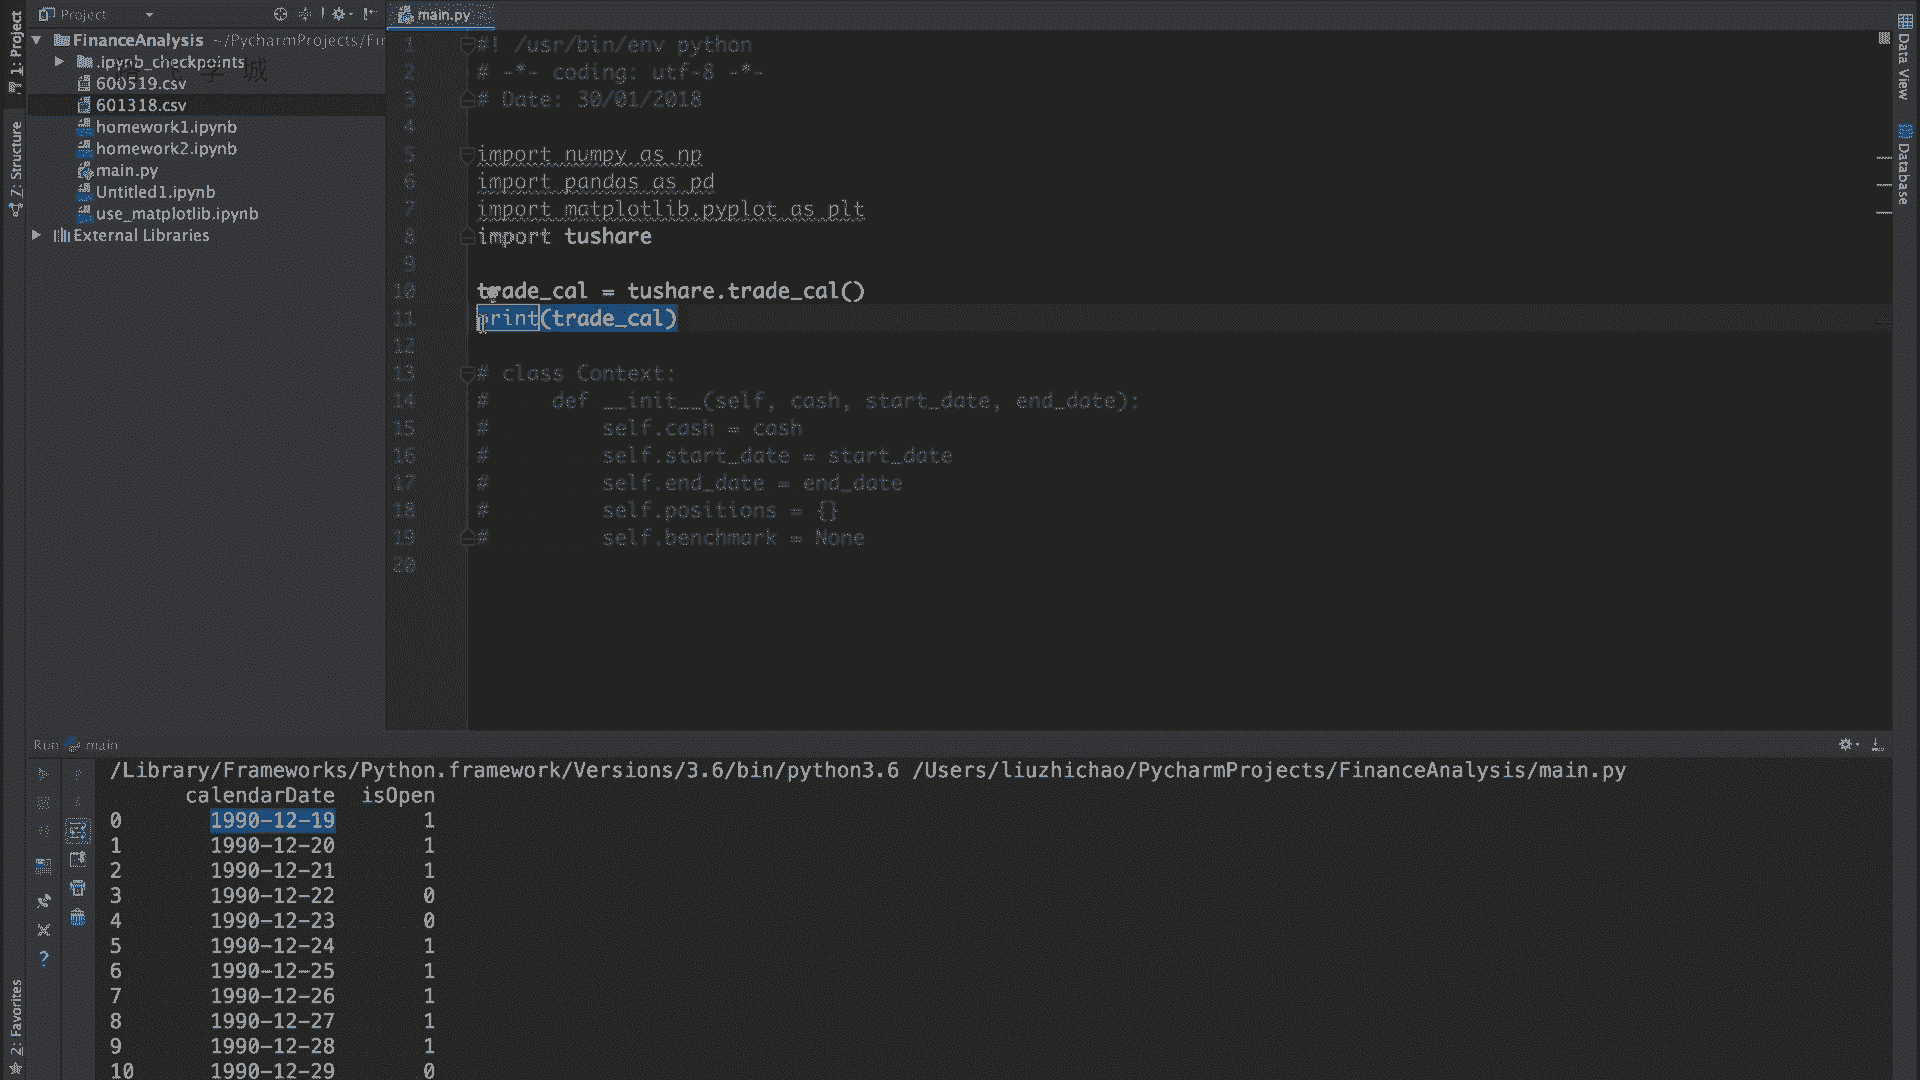 Project
main.py
1: Project
FinanceAnalysis ~/PycharmProjects/Fir
.ipynb_checkpoints
学城
600519.csv
601318.csv
homework1.ipynb
homework2.ipynb
main.py
Untitled1.ipynb
use_matplotlib.ipynb
External Libraries
7: Structure
2: Favorites
Data View
Database
1 #! /usr/bin/env python
2 # -*- coding: utf-8 -*-
3 # Date: 30/01/2018
4
5 import numpy as np
6 import pandas as pd
7 import matplotlib.pyplot as plt
8 import tushare
9
10 trade_cal = tushare.trade_cal()
11 print(trade_cal)
12
13 # class Context:
14 # def __init__(self, cash, start_date, end_date):
15 # self.cash = cash
16 # self.start_date = start_date
17 # self.end_date = end_date
18 # self.positions = {}
19 # self.benchmark = None
20
Run main
/Library/Frameworks/Python.framework/Versions/3.6/bin/python3.6 /Users/liuzhichao/PycharmProjects/FinanceAnalysis/main.py
calendarDate isOpen
0 1990-12-19 1
1 1990-12-20 1
2 1990-12-21 1
3 1990-12-22 0
4 1990-12-23 0
5 1990-12-24 1
6 1990-12-25 1
7 1990-12-26 1
8 1990-12-27 1
9 1990-12-28 1
10 1990-12-29 0